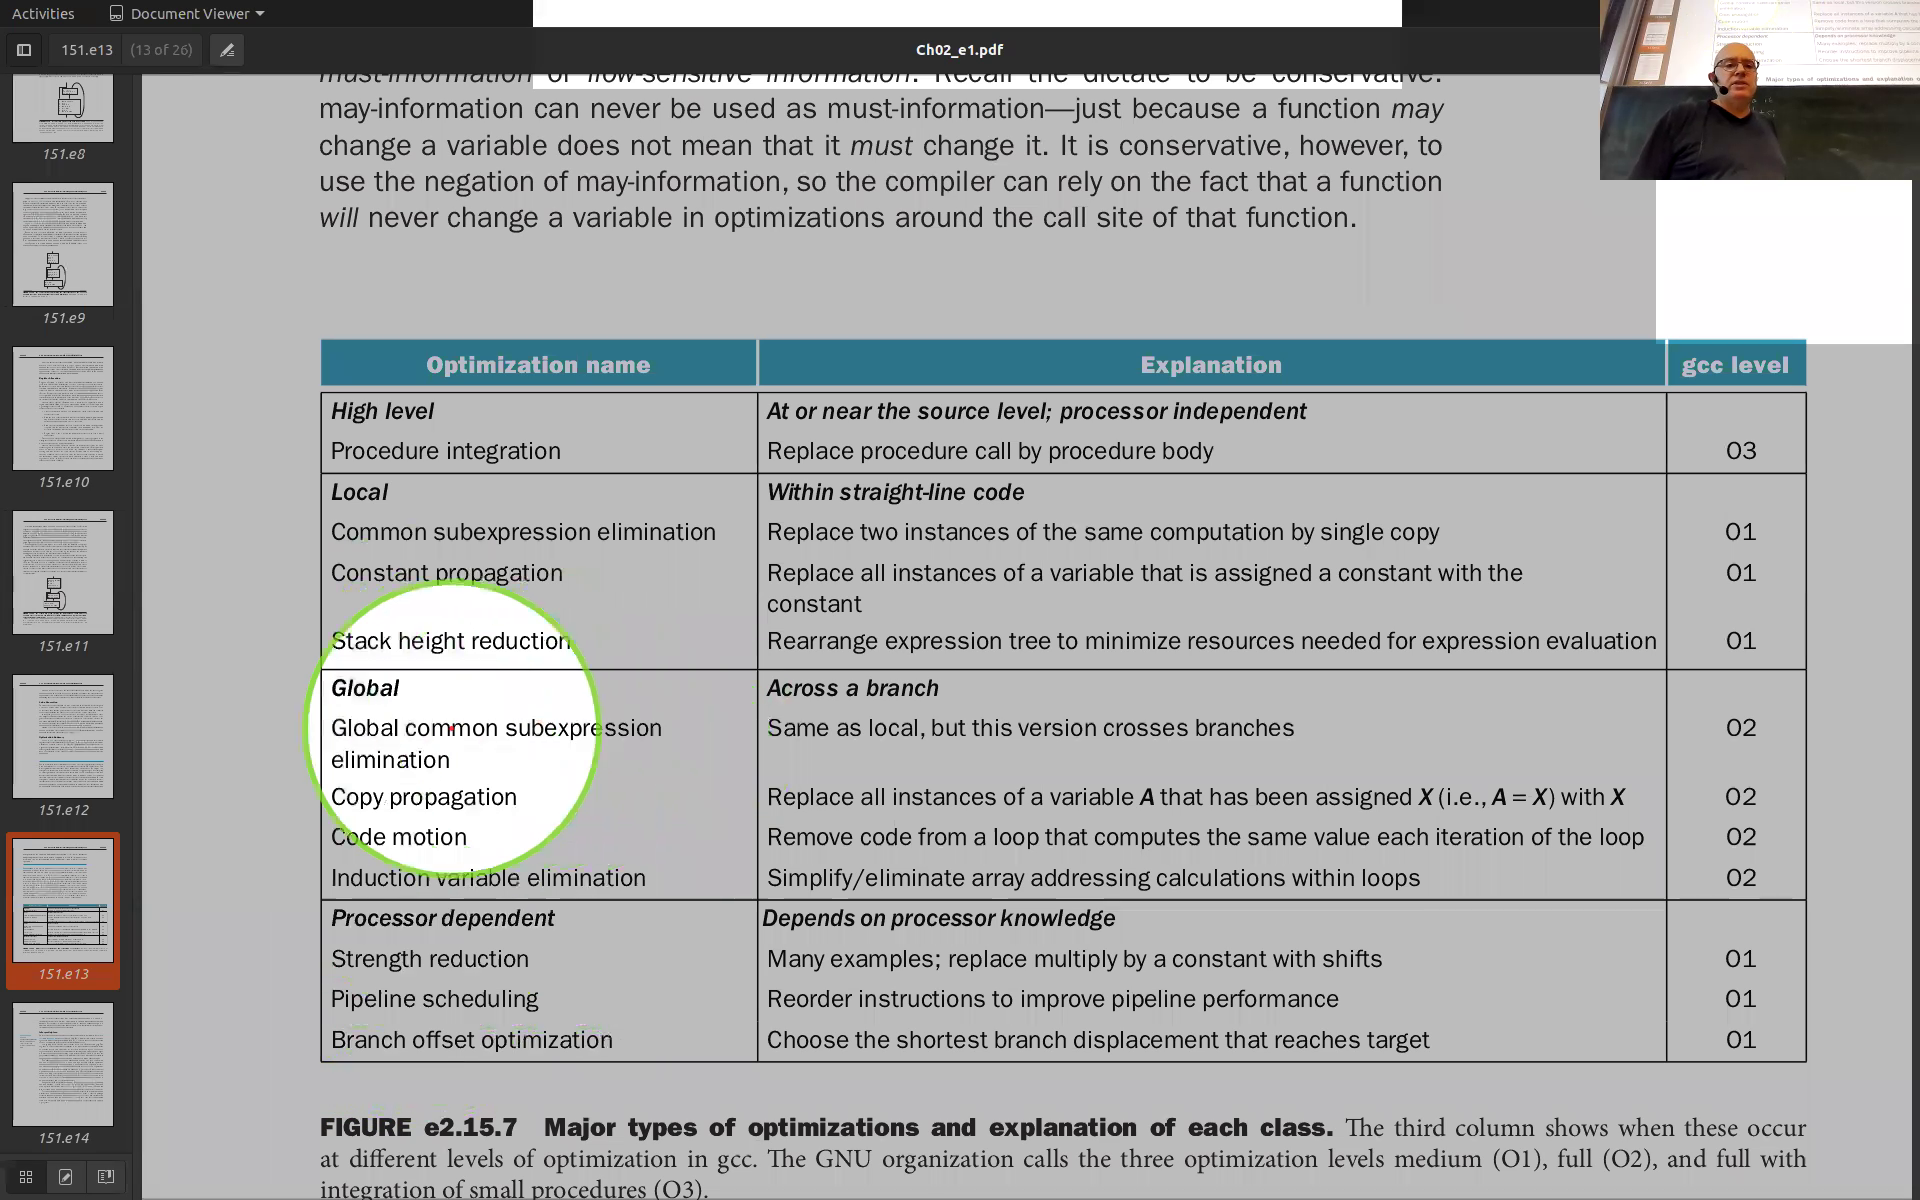 Activities
Document Viewer
151.e13
(13 of 26)
Ch02_e1.pdf
must-information or flow-sensitive information. Recall the dictate to be conservative:
may-information can never be used as must-information—just because a function may
change a variable does not mean that it must change it. It is conservative, however, to
use the negation of may-information, so the compiler can rely on the fact that a function
will never change a variable in optimizations around the call site of that function.
Optimization name Explanation gcc level
High level At or near the source level; processor independent
Procedure integration Replace procedure call by procedure body O3
Local Within straight-line code
Common subexpression elimination Replace two instances of the same computation by single copy O1
Constant propagation Replace all instances of a variable that is assigned a constant with the O1
constant
Stack height reduction Rearrange expression tree to minimize resources needed for expression evaluation O1
Global Across a branch
Global common subexpression Same as local, but this version crosses branches O2
elimination
Copy propagation Replace all instances of a variable A that has been assigned X (i.e., A = X) with X O2
Code motion Remove code from a loop that computes the same value each iteration of the loop O2
Induction variable elimination Simplify/eliminate array addressing calculations within loops O2
Processor dependent Depends on processor knowledge
Strength reduction Many examples; replace multiply by a constant with shifts O1
Pipeline scheduling Reorder instructions to improve pipeline performance O1
Branch offset optimization Choose the shortest branch displacement that reaches target O1
FIGURE e2.15.7 Major types of optimizations and explanation of each class. The third column shows when these occur
at different levels of optimization in gcc. The GNU organization calls the three optimization levels medium (O1), full (O2), and full with
integration of small procedures (O3).
151.e8
151.e9
151.e10
151.e11
151.e12
151.e13
151.e14